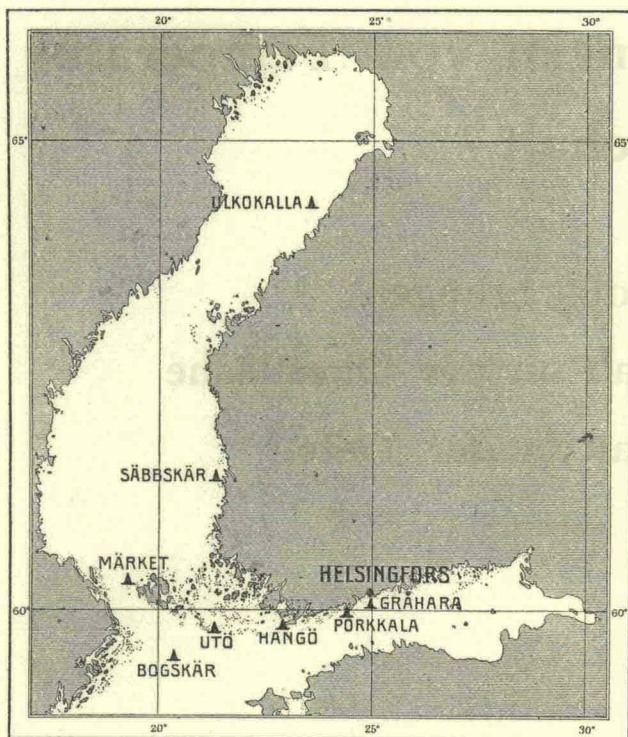 20° 25° 30°
65° 65°
ULKOKALLA
SÄBBSKÄR
MÄRKET
HELSINGFORS
GRÅHARA
60° 60°
PORKKALA
UTÖ
HANGÖ
BOGSKÄR
20° 25° 30°